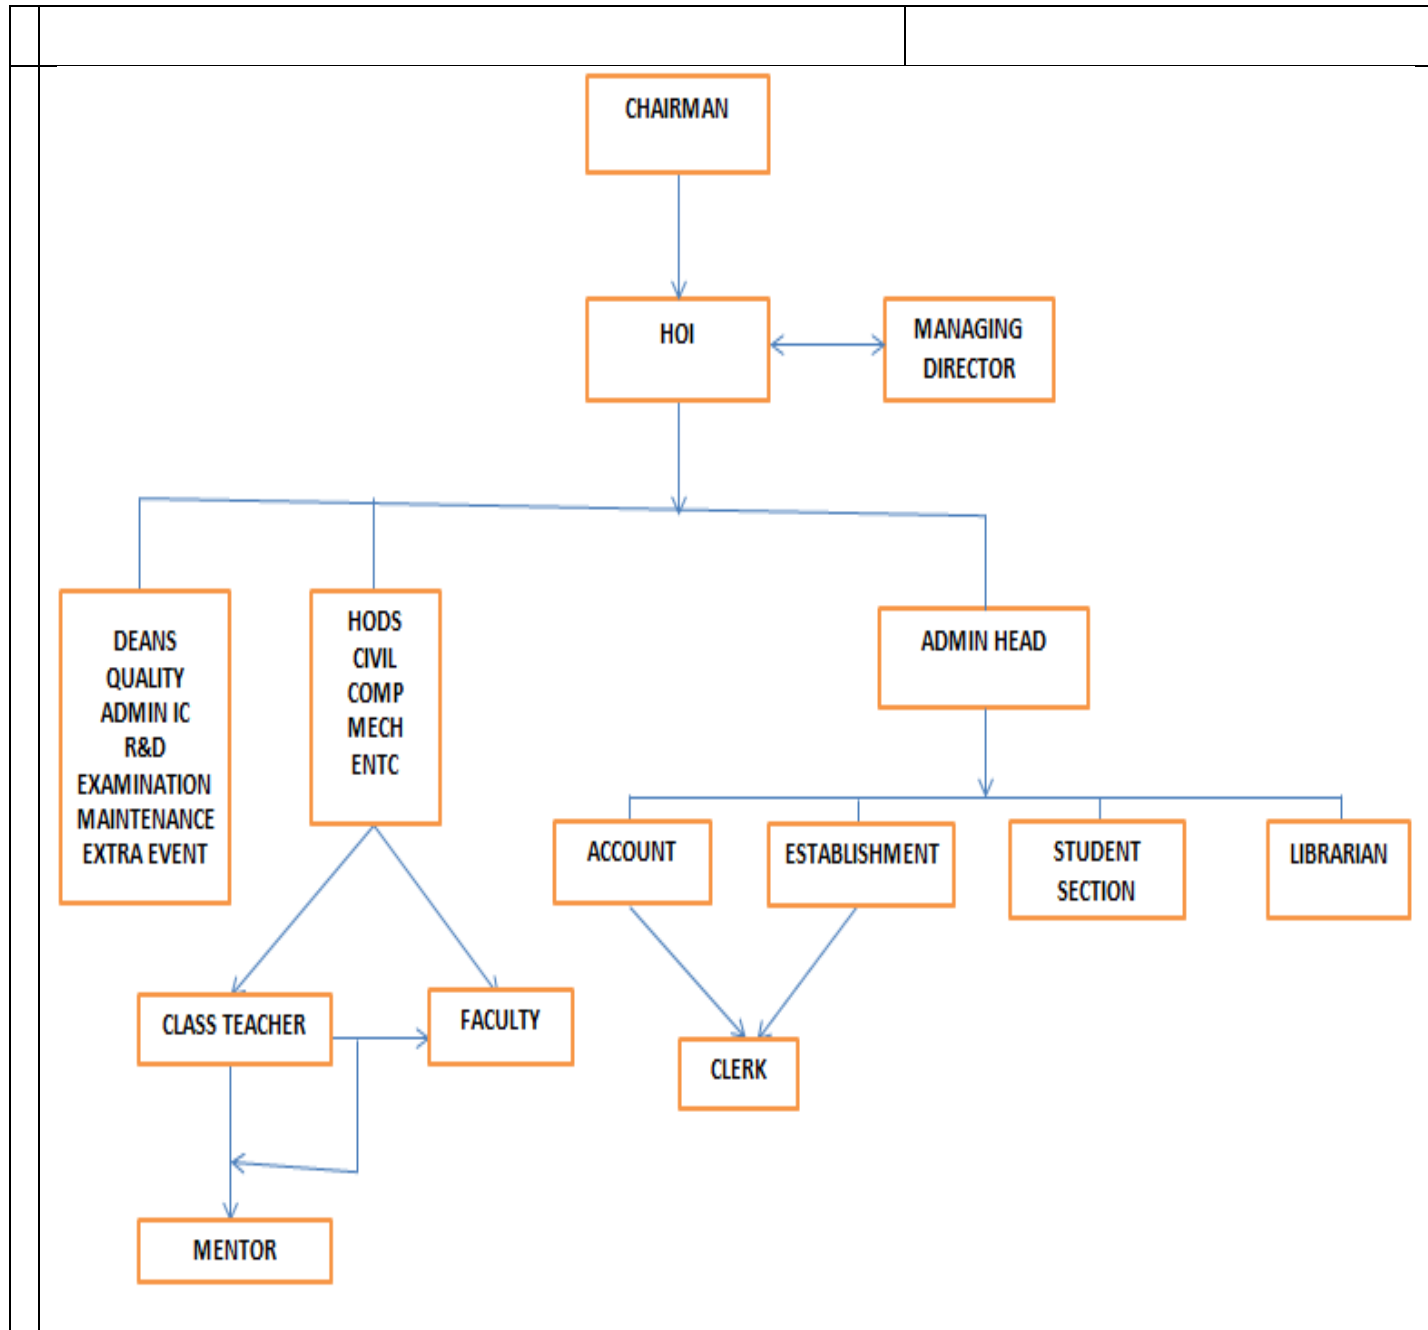 CHAIRMAN
HOI
MANAGING
DIRECTOR
DEANS
QUALITY
ADMIN IC
R&D
EXAMINATION
MAINTENANCE
EXTRA EVENT
HODS
CIVIL
COMP
MECH
ENTC
ADMIN HEAD
ACCOUNT
ESTABLISHMENT
STUDENT
SECTION
LIBRARIAN
CLASS TEACHER
FACULTY
CLERK
MENTOR